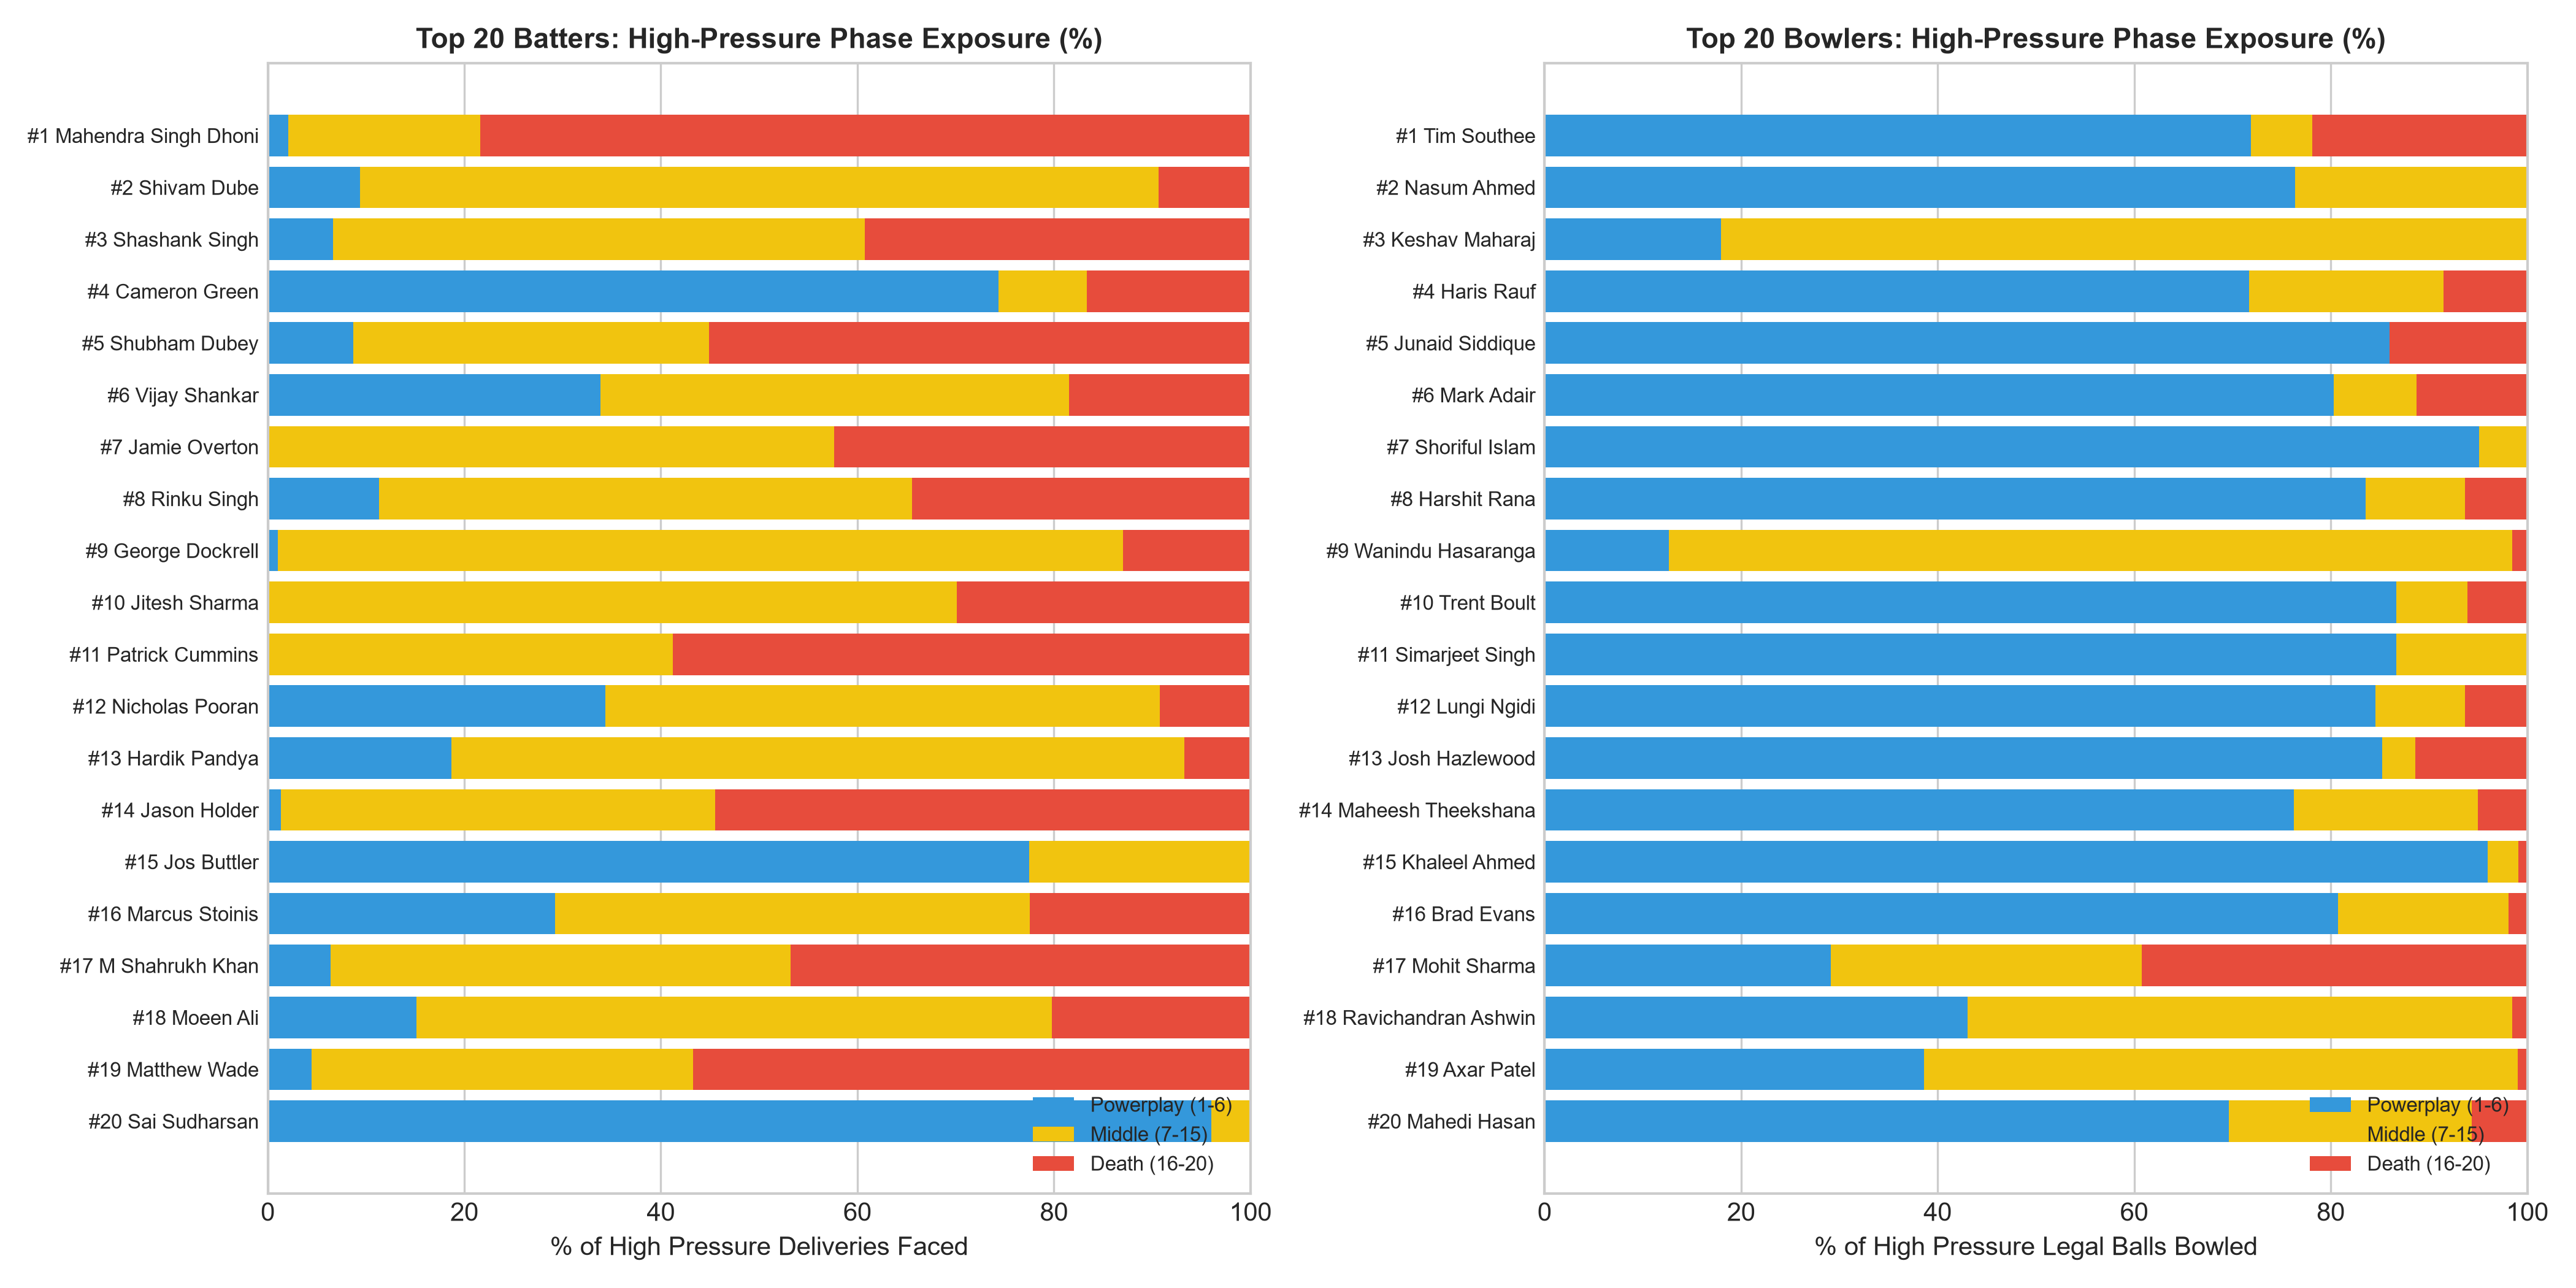 Top 20 Batters: High-Pressure Phase Exposure (%)
#1 Mahendra Singh Dhoni
#2 Shivam Dube
#3 Shashank Singh
#4 Cameron Green
#5 Shubham Dubey
#6 Vijay Shankar
#7 Jamie Overton
#8 Rinku Singh
#9 George Dockrell
#10 Jitesh Sharma
#11 Patrick Cummins
#12 Nicholas Pooran
#13 Hardik Pandya
#14 Jason Holder
#15 Jos Buttler
#16 Marcus Stoinis
#17 M Shahrukh Khan
#18 Moeen Ali
#19 Matthew Wade
#20 Sai Sudharsan
Powerplay (1-6)
Middle (7-15)
Death (16-20)
0 20 40 60 80 100
% of High Pressure Deliveries Faced
Top 20 Bowlers: High-Pressure Phase Exposure (%)
#1 Tim Southee
#2 Nasum Ahmed
#3 Keshav Maharaj
#4 Haris Rauf
#5 Junaid Siddique
#6 Mark Adair
#7 Shoriful Islam
#8 Harshit Rana
#9 Wanindu Hasaranga
#10 Trent Boult
#11 Simarjeet Singh
#12 Lungi Ngidi
#13 Josh Hazlewood
#14 Maheesh Theekshana
#15 Khaleel Ahmed
#16 Brad Evans
#17 Mohit Sharma
#18 Ravichandran Ashwin
#19 Axar Patel
#20 Mahedi Hasan
Powerplay (1-6)
Middle (7-15)
Death (16-20)
0 20 40 60 80 100
% of High Pressure Legal Balls Bowled